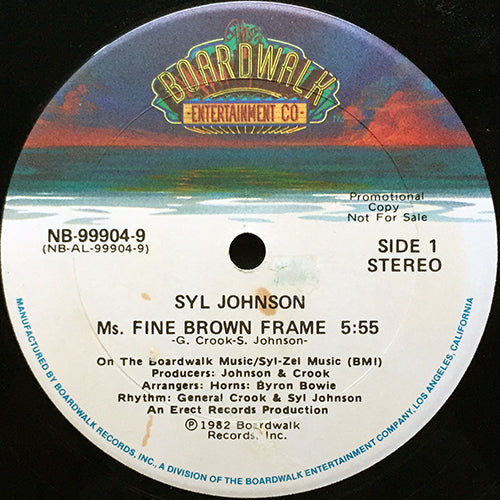 The
BOARDWALK
ENTERTAINMENT CO
TM
Promotional
Copy
Not For Sale
NB-99904-9
(NB-AL-99904-9)
SIDE 1
STEREO
SYL JOHNSON
Ms. FINE BROWN FRAME 5:55
-G. Crook-S. Johnson-
On The Boardwalk Music/Syl-Zel Music (BMI)
Producers: Johnson & Crook
Arrangers: Horns: Byron Bowie
Rhythm: General Crook & Syl Johnson
An Erect Records Production
℗1982 Boardwalk
Records, Inc.
MANUFACTURED BY BOARDWALK RECORDS, INC., A DIVISION OF THE BOARDWALK ENTERTAINMENT COMPANY, LOS ANGELES, CALIFORNIA